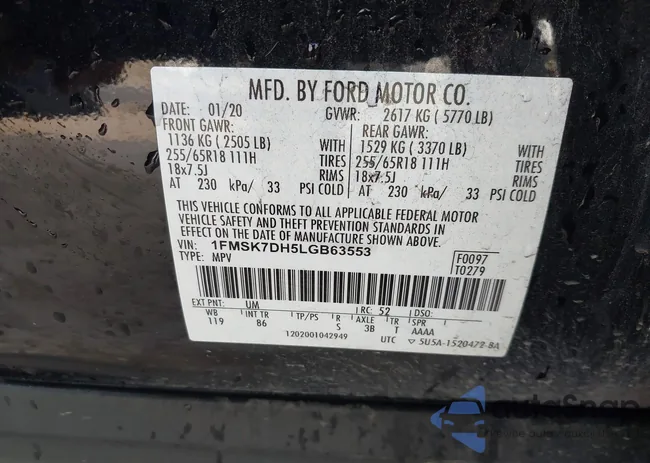 MFD. BY FORD MOTOR CO.
DATE: 01/20 GVWR: 2617 KG ( 5770 LB)
FRONT GAWR: REAR GAWR:
1136 KG ( 2505 LB) WITH 1529 KG ( 3370 LB) WITH
255/65R18 111H TIRES 255/65R18 111H TIRES
18x7.5J RIMS 18x7.5J RIMS
AT 230 kPa/ 33 PSI COLD AT 230 kPa/ 33 PSI COLD
THIS VEHICLE CONFORMS TO ALL APPLICABLE FEDERAL MOTOR
VEHICLE SAFETY AND THEFT PREVENTION STANDARDS IN
EFFECT ON THE DATE OF MANUFACTURE SHOWN ABOVE.
VIN: 1FMSK7DH5LGB63553 F0097
TYPE: MPV T0279
EXT PNT: UM RC: 52 DSO:
WB INT TR TP/PS R AXLE TR SPR
119 86 S 3B T AAAA
1202001042949 UTC ▽ 5U5A-1520472-BA
autoSnap